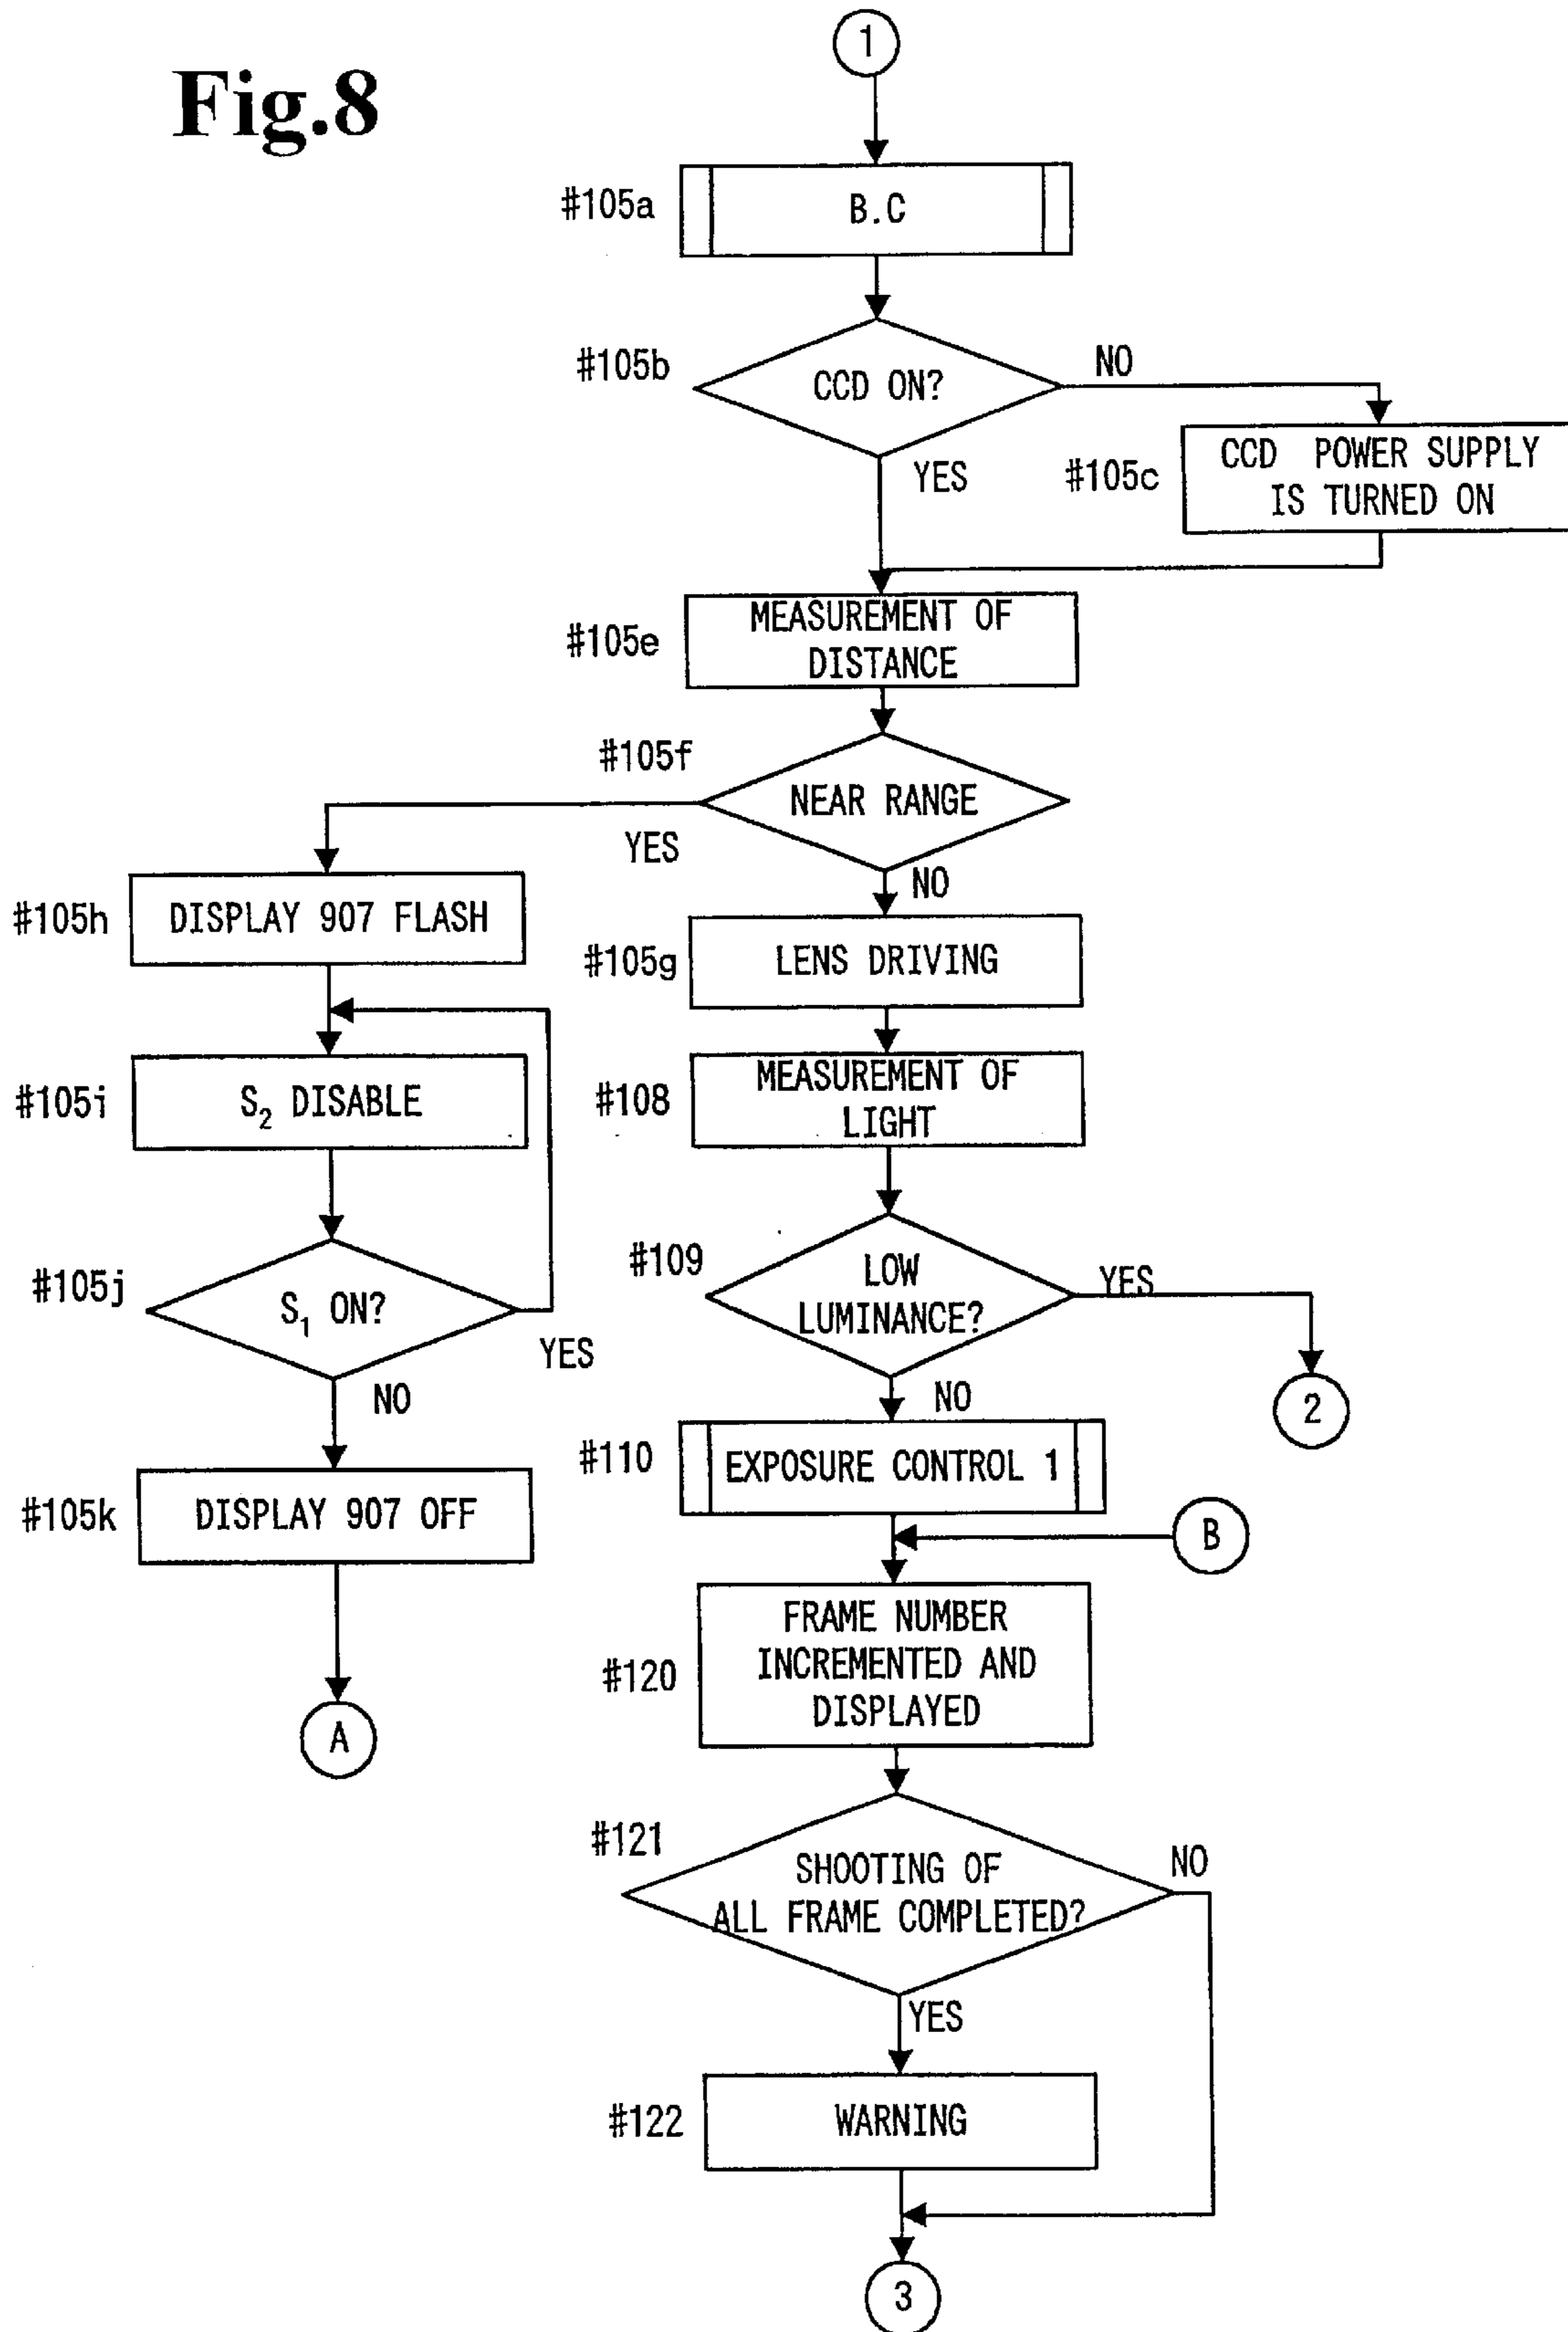 Fig.8
1
#105a
B.C
#105b
CCD ON?
NO
YES
#105c
CCD POWER SUPPLY
IS TURNED ON
#105e
MEASUREMENT OF
DISTANCE
#105f
NEAR RANGE
YES
NO
#105h
DISPLAY 907 FLASH
#105g
LENS DRIVING
#105i
S₂ DISABLE
#108
MEASUREMENT OF
LIGHT
#105j
S₁ ON?
YES
NO
#109
LOW
LUMINANCE?
YES
2
NO
#110
EXPOSURE CONTROL 1
#105k
DISPLAY 907 OFF
B
A
#120
FRAME NUMBER
INCREMENTED AND
DISPLAYED
#121
SHOOTING OF
ALL FRAME COMPLETED?
NO
YES
#122
WARNING
3